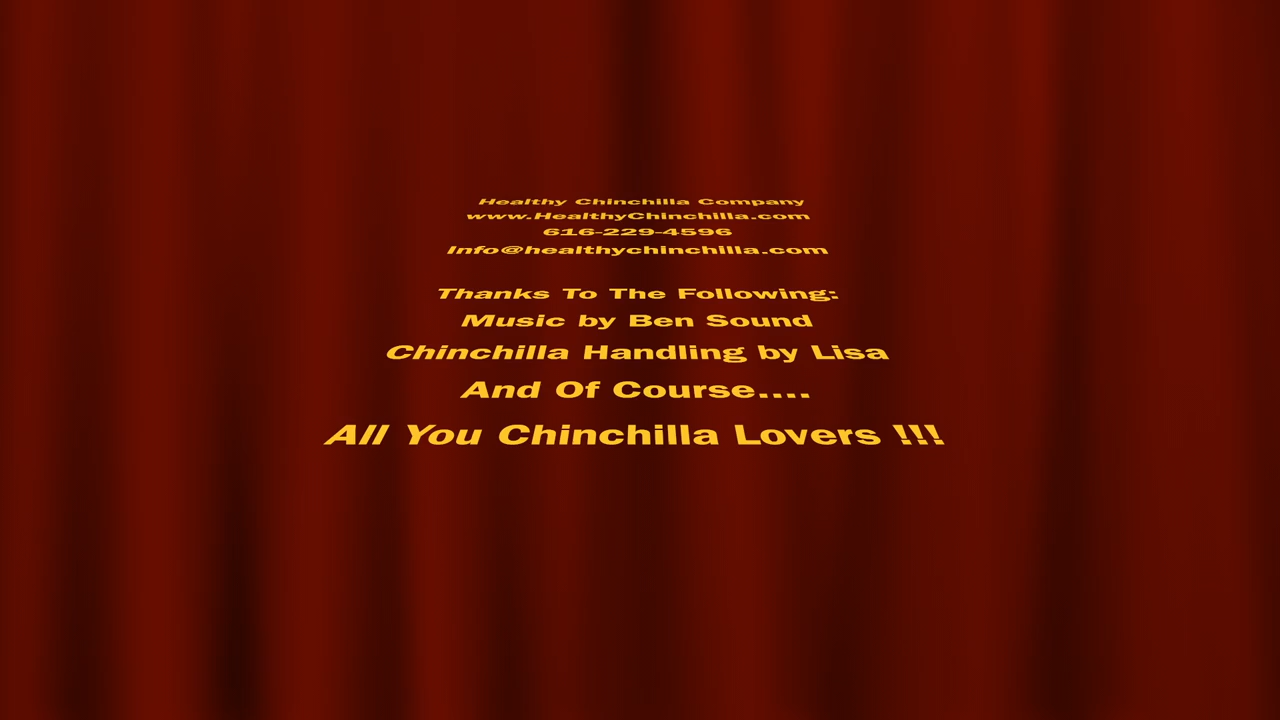 Healthy Chinchilla Company
www.HealthyChinchilla.com
616-229-4596
Info@healthychinchilla.com
Thanks To The Following:
Music by Ben Sound
Chinchilla Handling by Lisa
And Of Course....
All You Chinchilla Lovers !!!